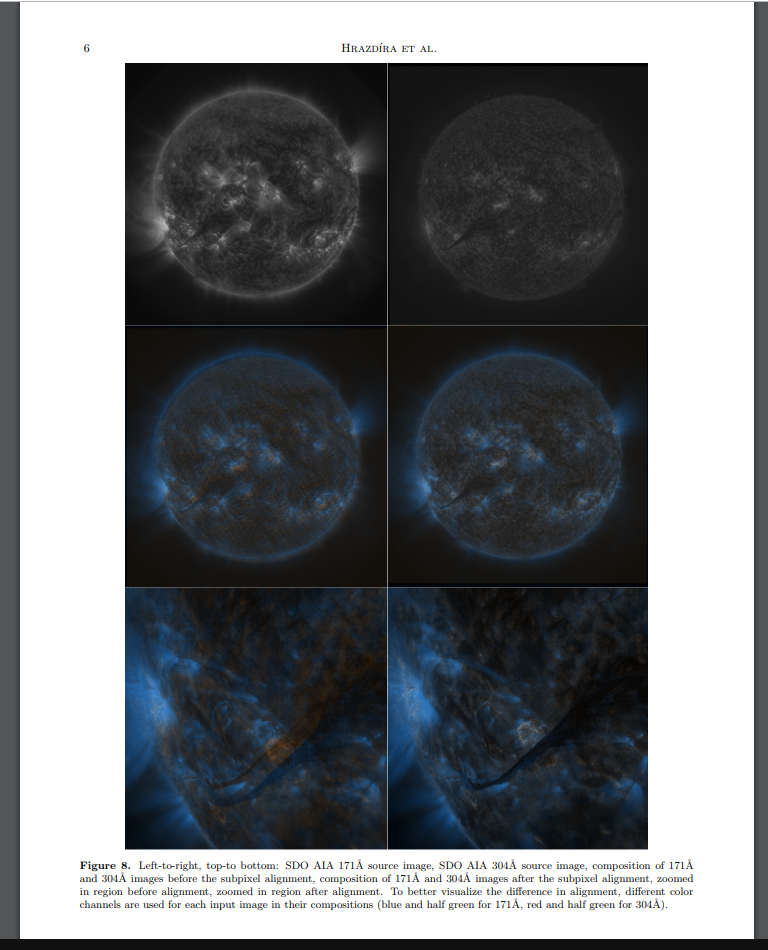 6
HRAZDÍRA ET AL.
Figure 8. Left-to-right, top-to bottom: SDO AIA 171Å source image, SDO AIA 304Å source image, composition of 171Å
and 304Å images before the subpixel alignment, composition of 171Å and 304Å images after the subpixel alignment, zoomed
in region before alignment, zoomed in region after alignment. To better visualize the difference in alignment, different color
channels are used for each input image in their compositions (blue and half green for 171Å, red and half green for 304Å).